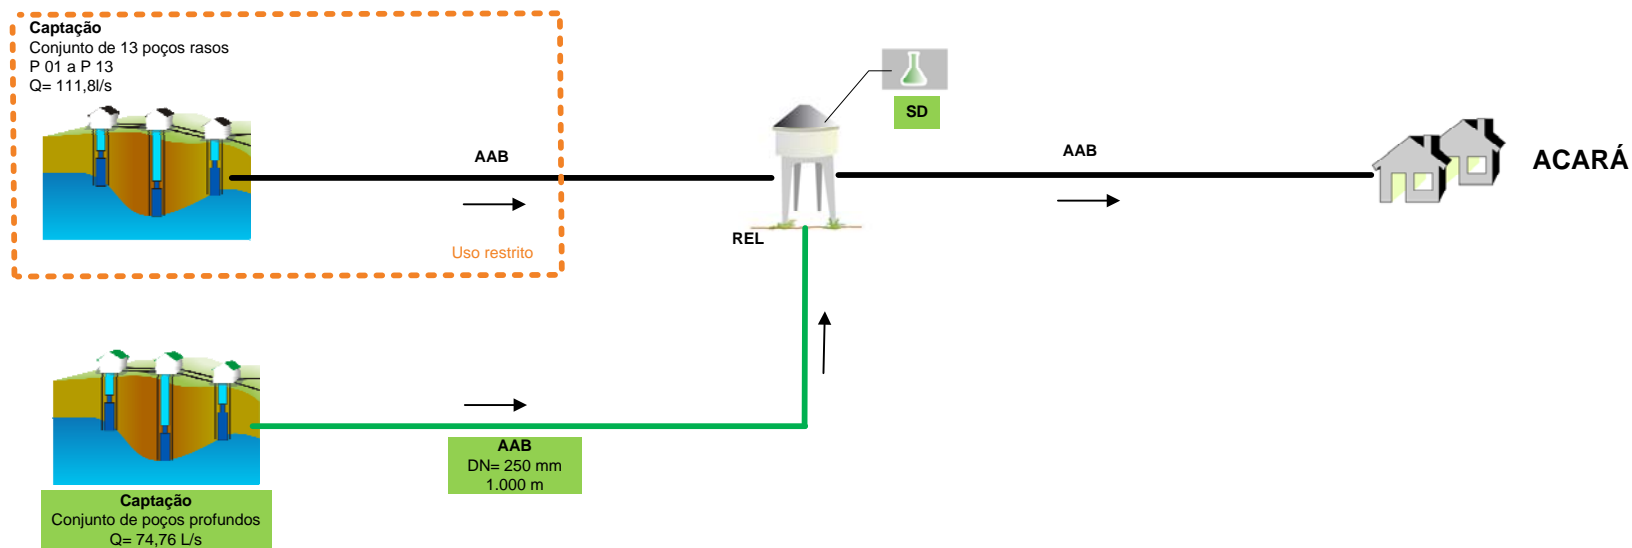 Captação
Conjunto de 13 poços rasos
P 01 a P 13
Q= 111,8l/s
SD
AAB
AAB
ACARÁ
REL
Uso restrito
AAB
DN= 250 mm
1.000 m
Captação
Conjunto de poços profundos
Q= 74,76 L/s